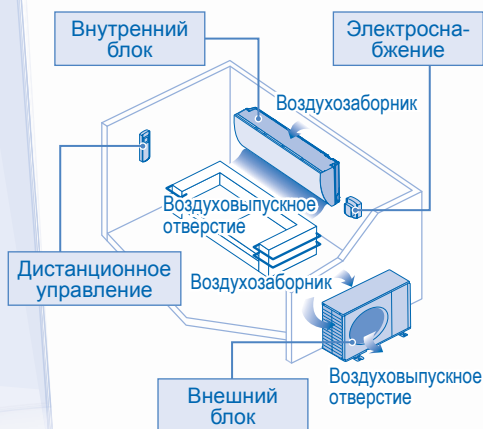 Внутренний
блок
Электросна-
бжение
Воздухозаборник
Воздуховыпускное
отверстие
Дистанционное
управление
Воздухозаборник
Внешний
блок
Воздуховыпускное
отверстие